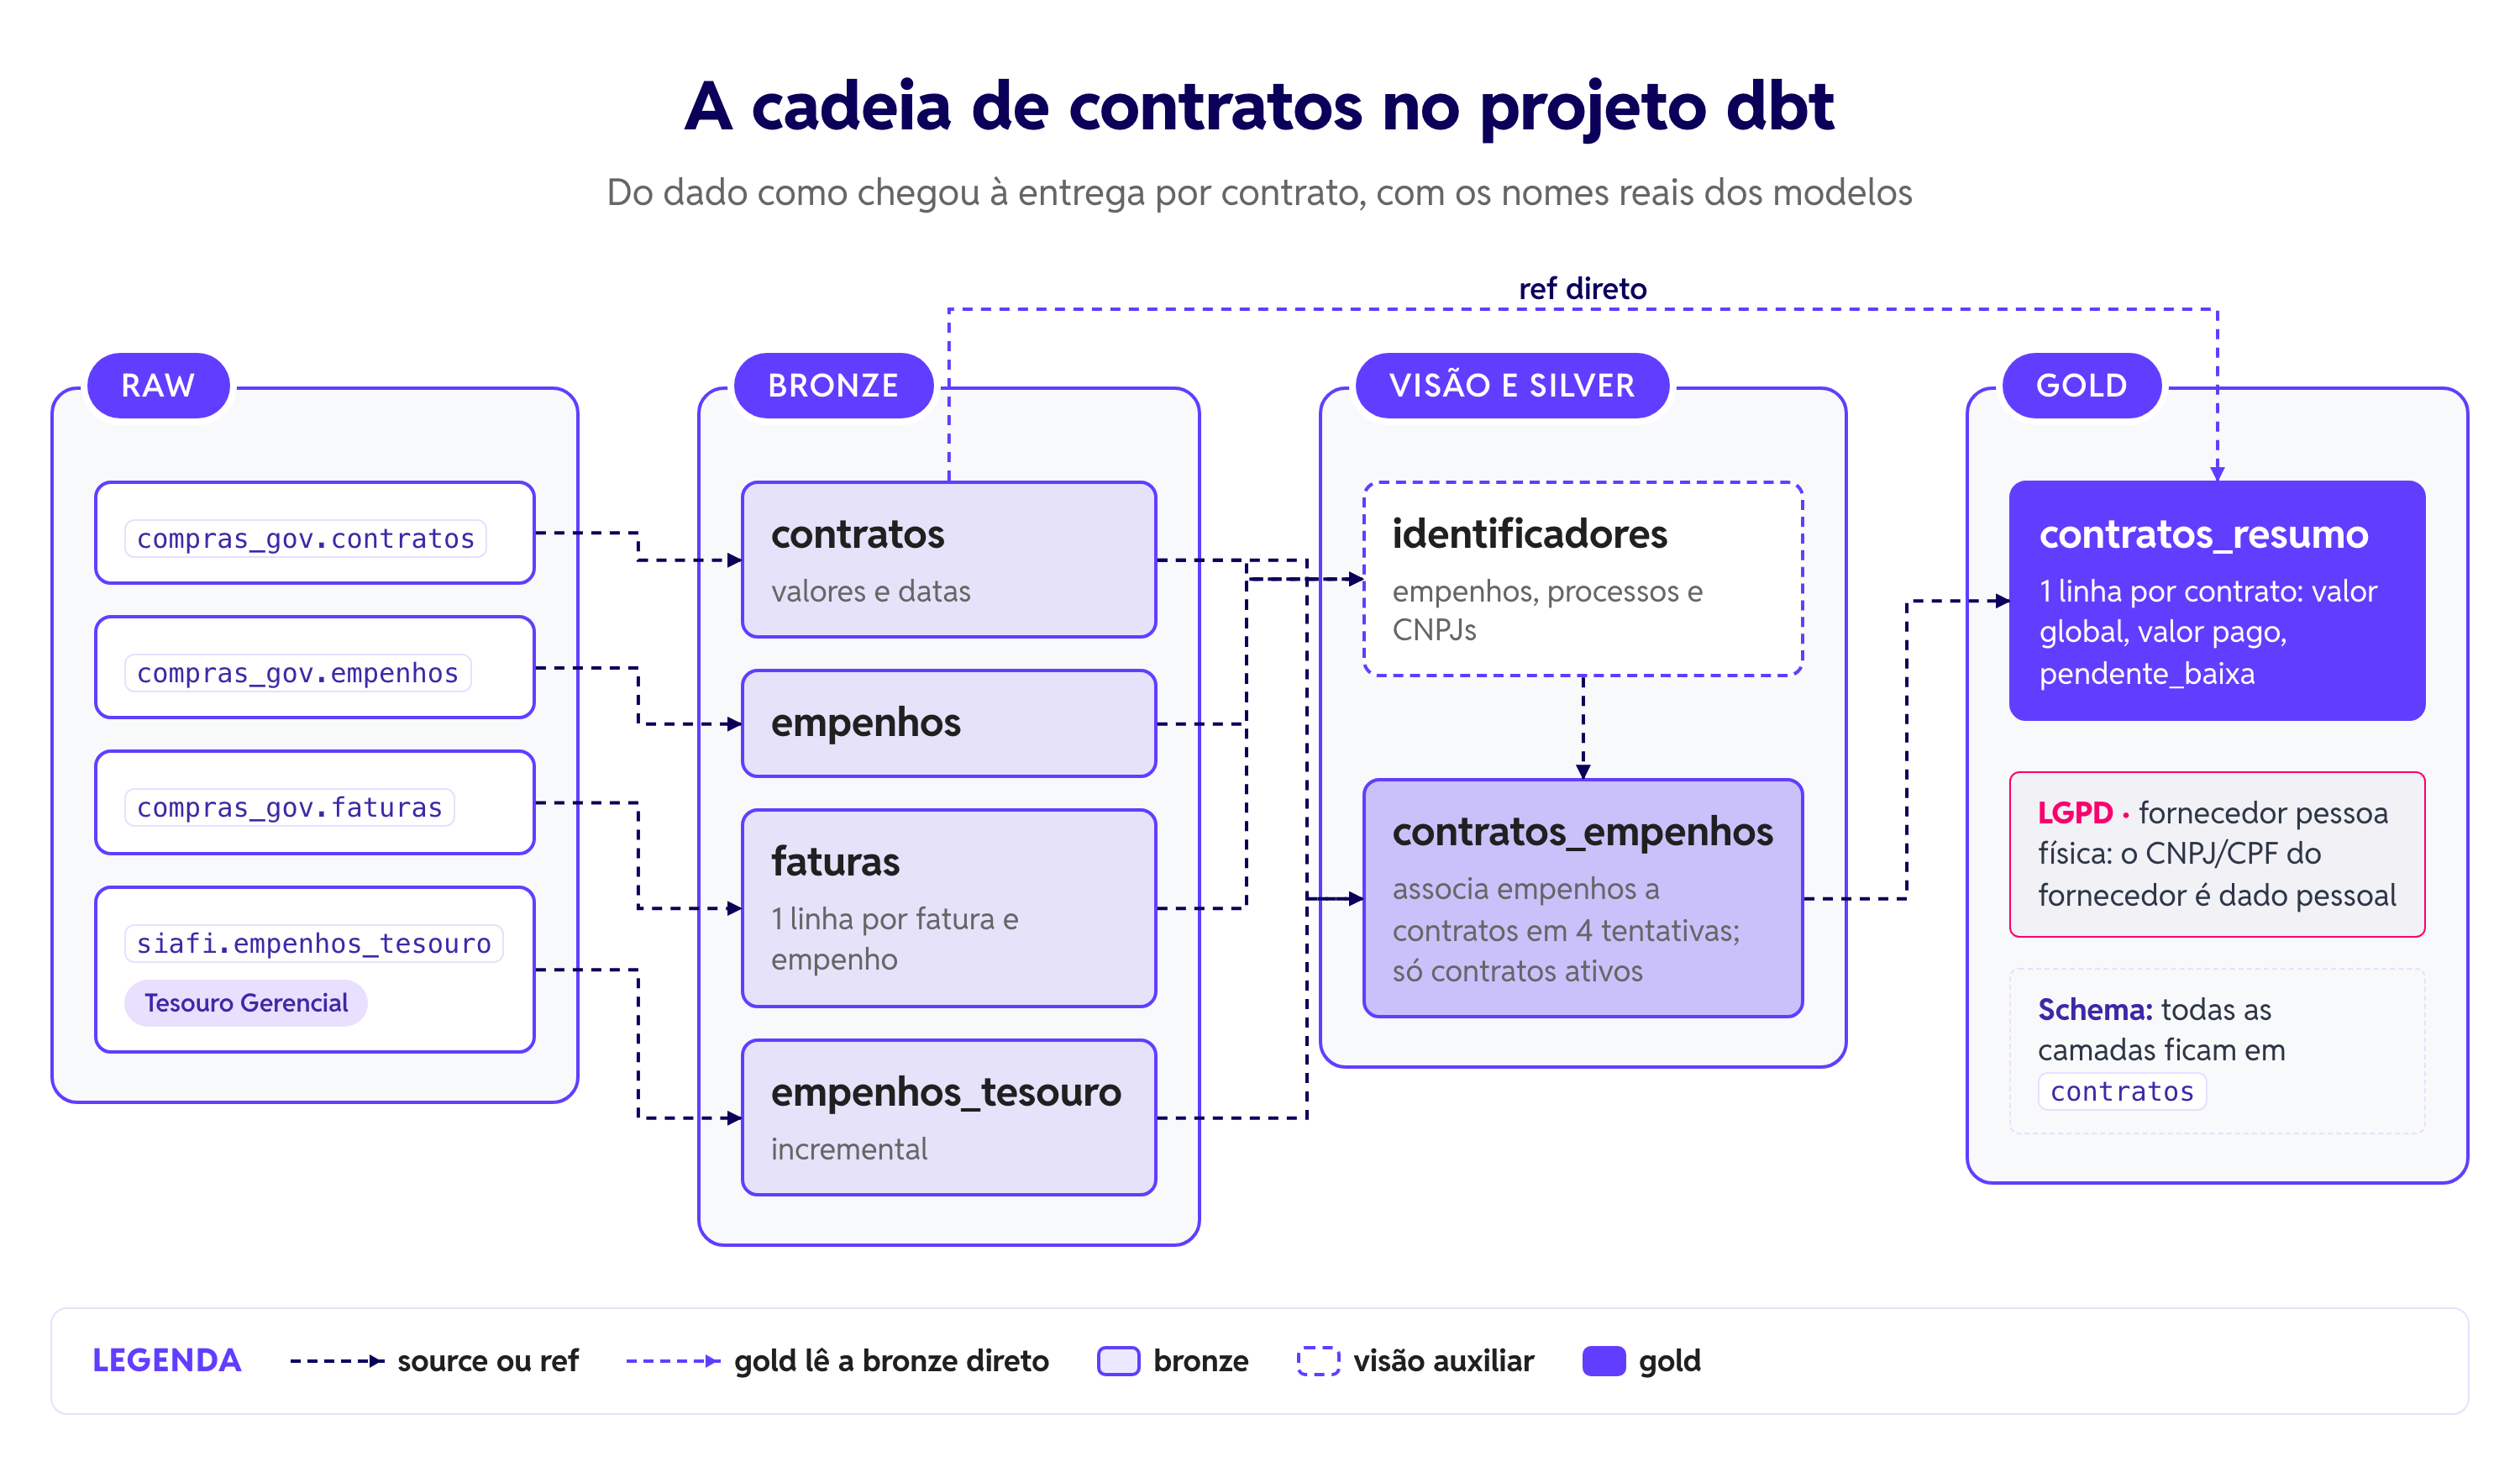 A cadeia de contratos no projeto dbt
Do dado como chegou à entrega por contrato, com os nomes reais dos modelos
ref direto
RAW
compras_gov.contratos
compras_gov.empenhos
compras_gov.faturas
siafi.empenhos_tesouro
Tesouro Gerencial
BRONZE
contratos
valores e datas
empenhos
faturas
1 linha por fatura e
empenho
empenhos_tesouro
incremental
VISÃO E SILVER
identificadores
empenhos, processos e
CNPJs
contratos_empenhos
associa empenhos a
contratos em 4 tentativas;
só contratos ativos
GOLD
contratos_resumo
1 linha por contrato: valor
global, valor pago,
pendente_baixa
LGPD · fornecedor pessoa
física: o CNPJ/CPF do
fornecedor é dado pessoal
Schema: todas as
camadas ficam em
contratos
LEGENDA
source ou ref
gold lê a bronze direto
bronze
visão auxiliar
gold